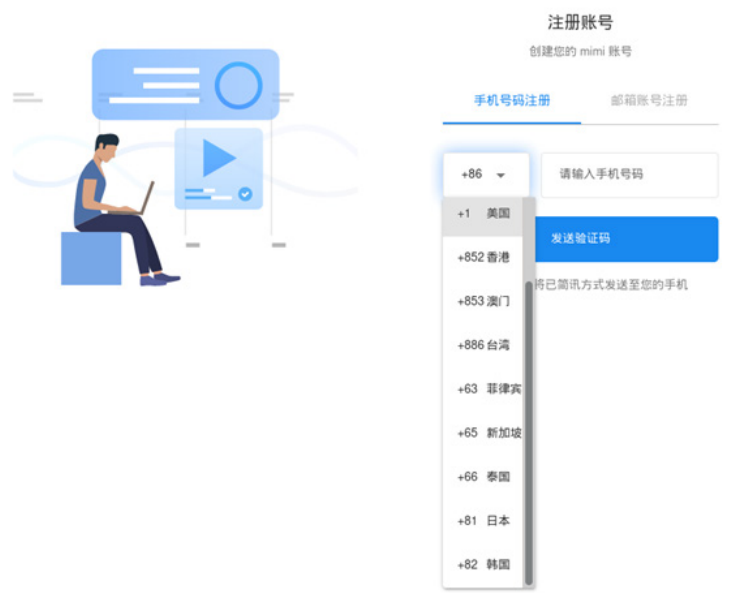 注册账号
创建您的 mimi 账号
手机号码注册
邮箱账号注册
+86
请输入手机号码
发送验证码
将已简讯方式发送至您的手机
+1 美国
+852 香港
+853 澳门
+886 台湾
+63 菲律宾
+65 新加坡
+66 泰国
+81 日本
+82 韩国